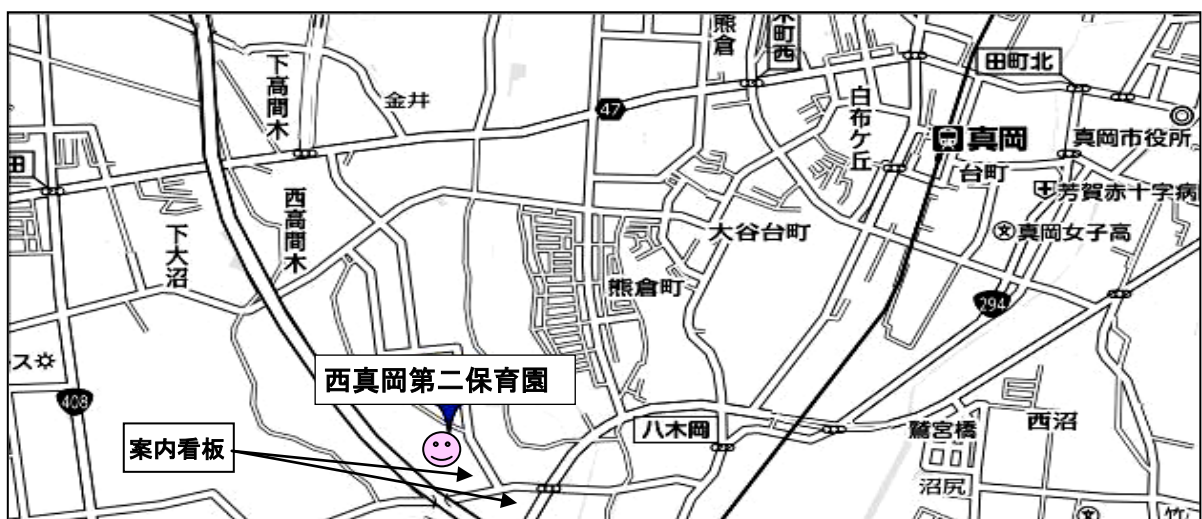 熊倉
木町西
田町北
下高間木
金井
47
白布ケ丘
真岡
真岡市役所
台町
田
芳賀赤十字病
西高間木
下大沼
大谷台町
真岡女子高
熊倉町
294
ス
西真岡第二保育園
408
案内看板
八木岡
鷲宮橋
西沼
沼尻
竹